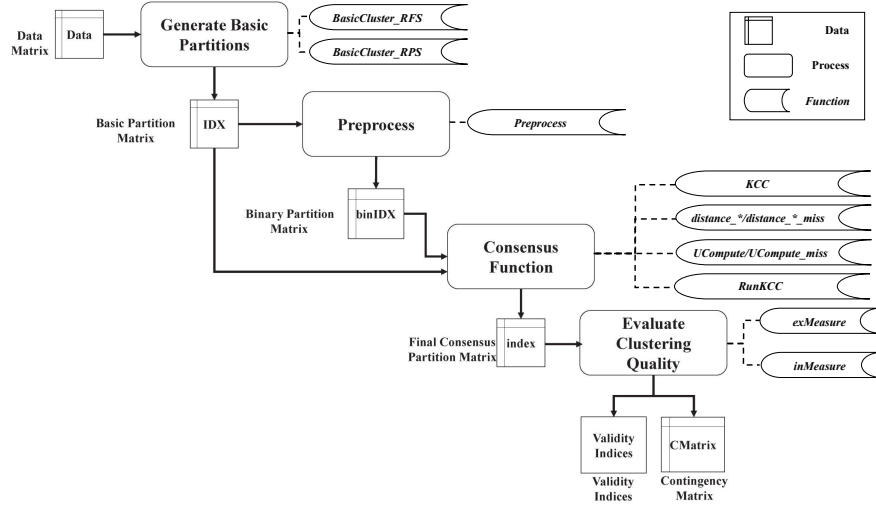 Data
Matrix
Data
Generate Basic
Partitions
BasicCluster_RFS
BasicCluster_RPS
Data
Process
Function
Basic Partition
Matrix
IDX
Preprocess
Preprocess
Binary Partition
Matrix
binIDX
Consensus
Function
KCC
distance_*/distance_*_miss
UCompute/UCompute_miss
RunKCC
Final Consensus
Partition Matrix
index
Evaluate
Clustering
Quality
exMeasure
inMeasure
Validity
Indices
CMatrix
Validity
Indices
Contingency
Matrix